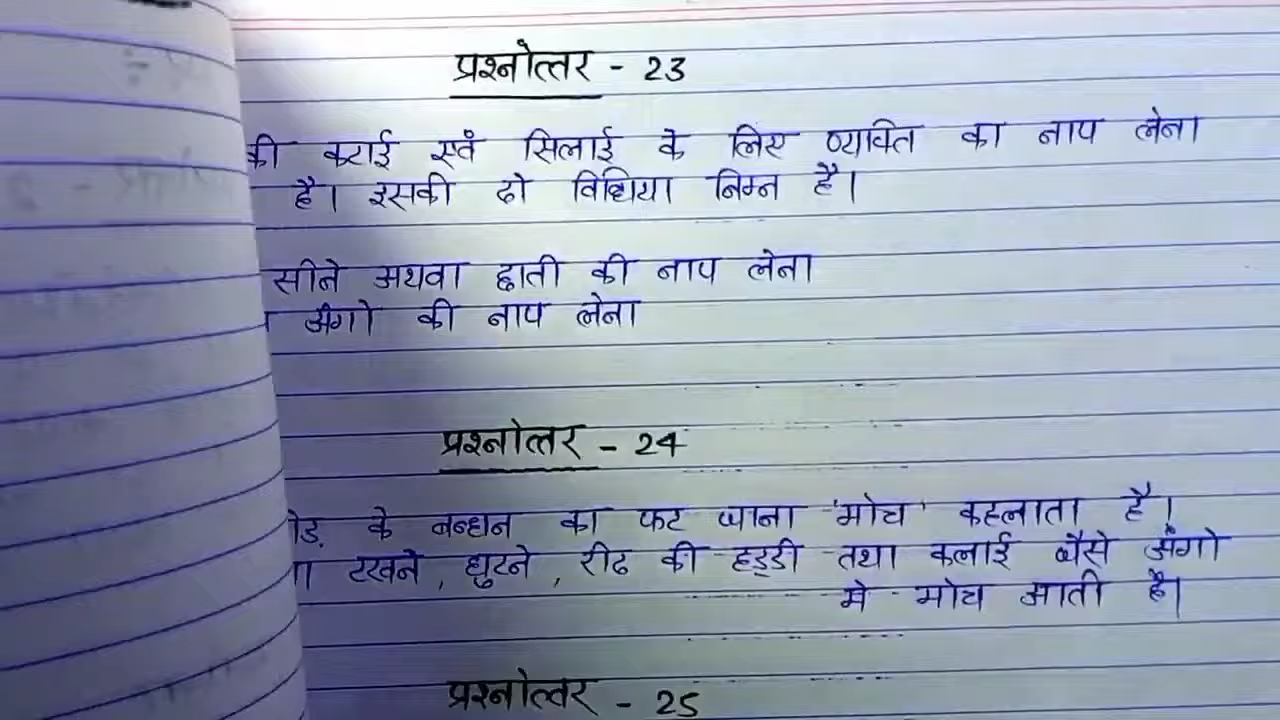 प्रश्नोत्तर - 23
की कटाई एवं सिलाई के लिए व्यक्ति का नाप लेना
है। इसकी दो विधिया निम्न है।
सीने अथवा छाती की नाप लेना
अंगो की नाप लेना
प्रश्नोत्तर - 24
के बन्धन का फट जाना 'मोच' कहलाता है।
टखने, घुटने, रीढ की हड्डी तथा कलाई जैसे अंगो
मे मोच आती है।
प्रश्नोत्तर - 25